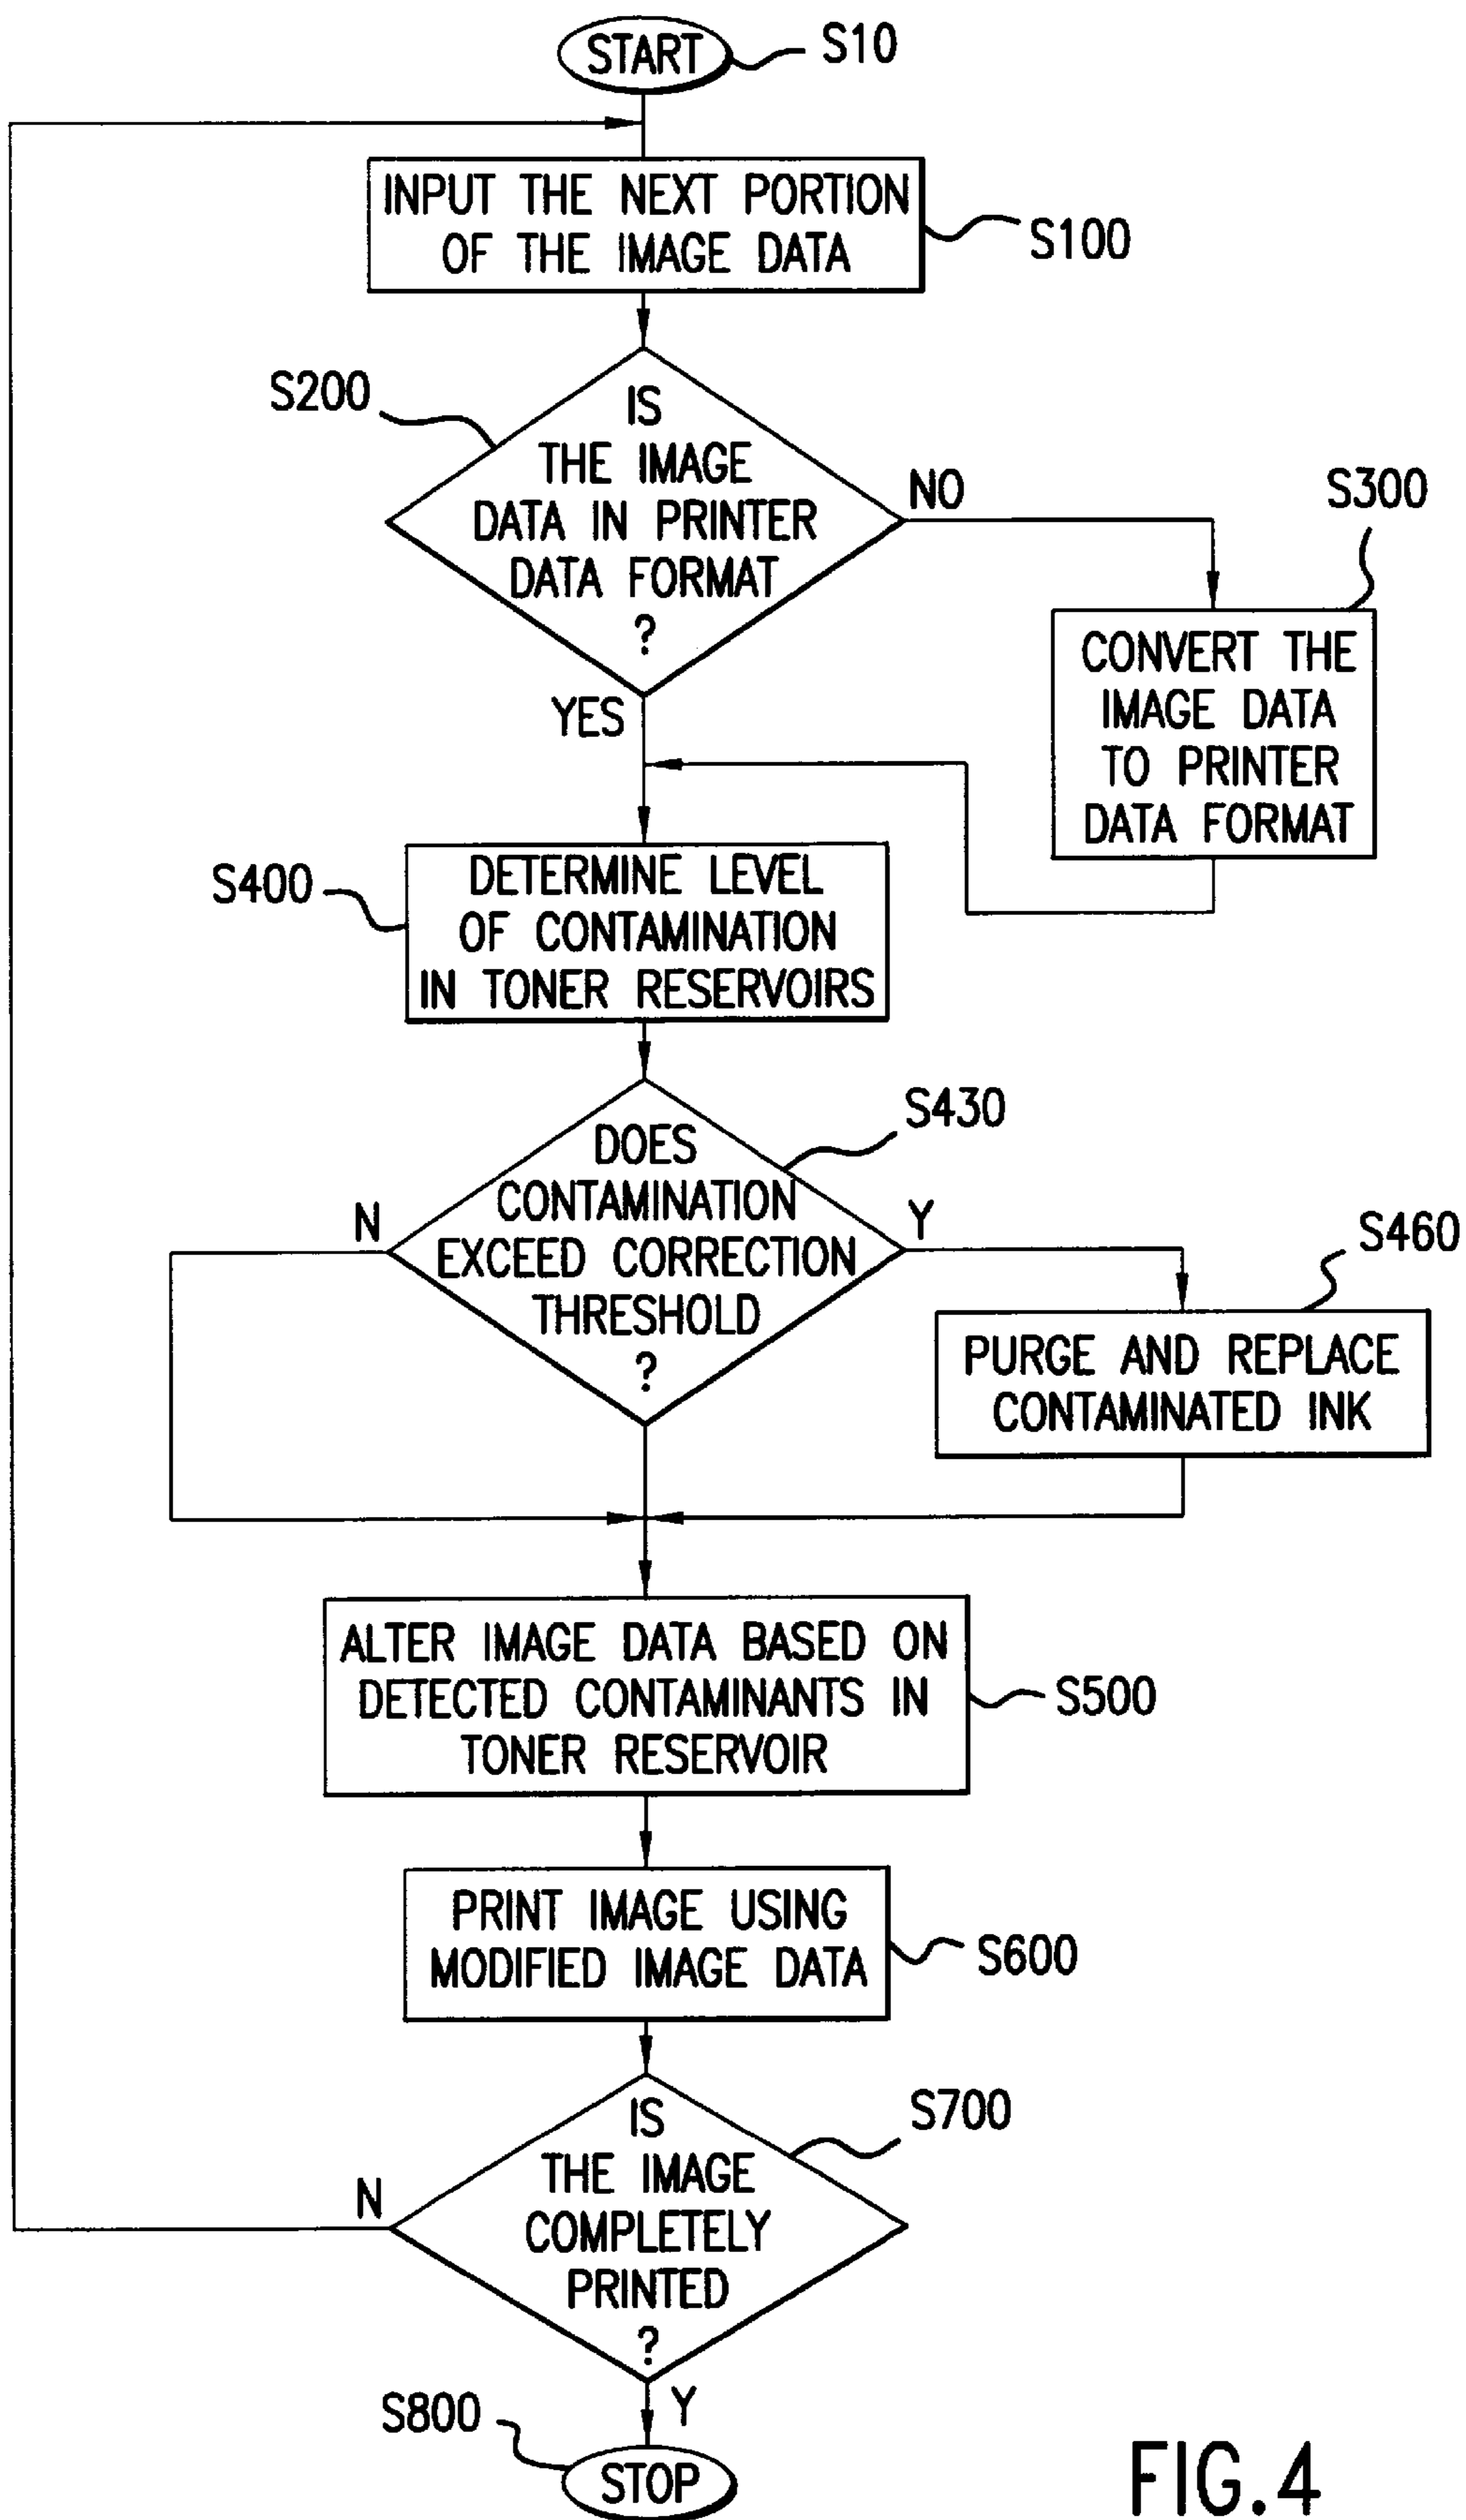 START
S10
INPUT THE NEXT PORTION
OF THE IMAGE DATA
S100
S200
IS
THE IMAGE
DATA IN PRINTER
DATA FORMAT
?
NO
YES
S300
CONVERT THE
IMAGE DATA
TO PRINTER
DATA FORMAT
S400
DETERMINE LEVEL
OF CONTAMINATION
IN TONER RESERVOIRS
S430
DOES
CONTAMINATION
EXCEED CORRECTION
THRESHOLD
?
N
Y
S460
PURGE AND REPLACE
CONTAMINATED INK
ALTER IMAGE DATA BASED ON
DETECTED CONTAMINANTS IN
TONER RESERVOIR
S500
PRINT IMAGE USING
MODIFIED IMAGE DATA
S600
S700
IS
THE IMAGE
COMPLETELY
PRINTED
?
N
Y
S800
STOP
FIG.4